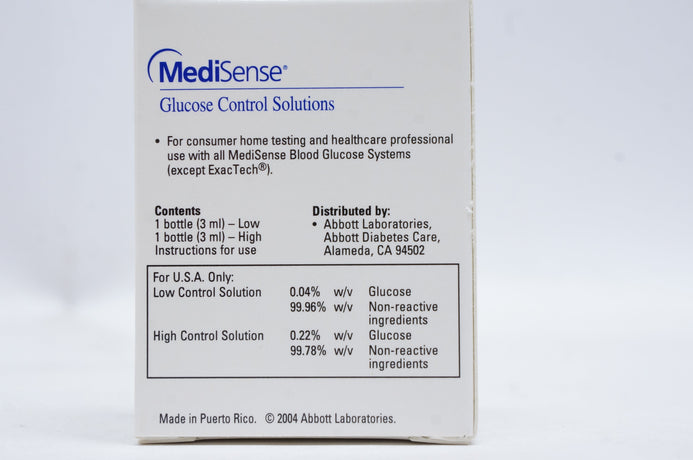 MediSense®
Glucose Control Solutions
• For consumer home testing and healthcare professional
use with all MediSense Blood Glucose Systems
(except ExacTech®).
Contents
1 bottle (3 ml) – Low
1 bottle (3 ml) – High
Instructions for use
Distributed by:
• Abbott Laboratories,
Abbott Diabetes Care,
Alameda, CA 94502
For U.S.A. Only:
Low Control Solution 0.04% w/v Glucose
99.96% w/v Non-reactive
ingredients
High Control Solution 0.22% w/v Glucose
99.78% w/v Non-reactive
ingredients
Made in Puerto Rico. © 2004 Abbott Laboratories.